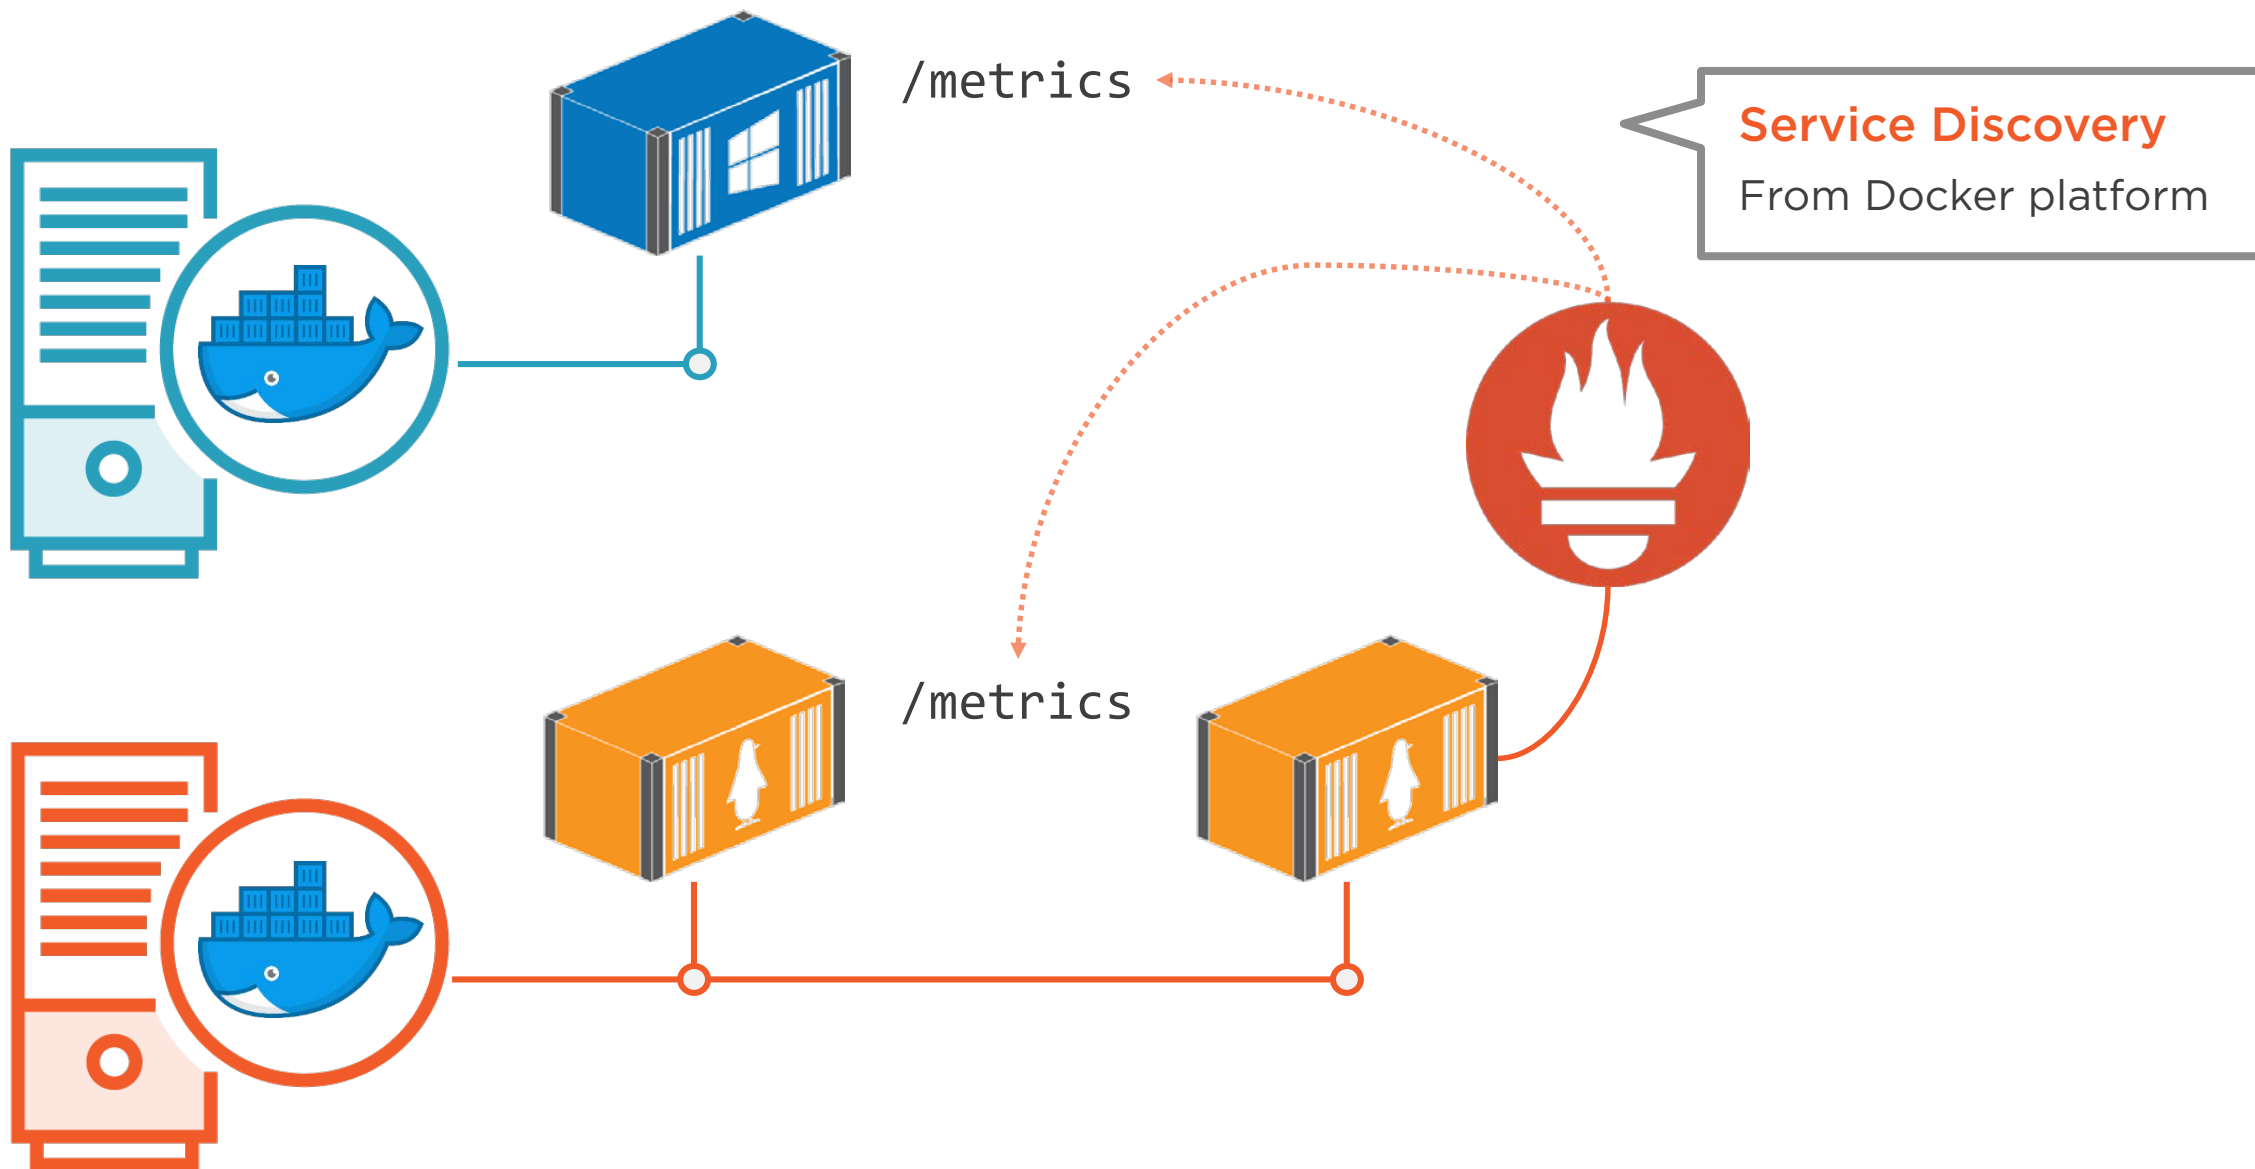 /metrics
Service Discovery
From Docker platform
/metrics